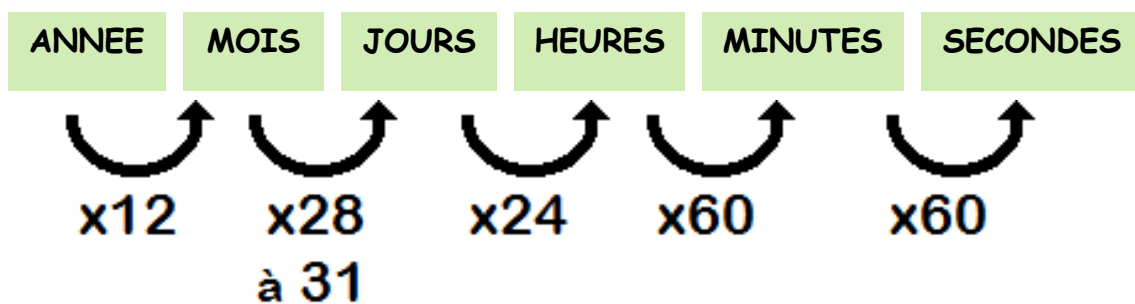 ANNEE MOIS JOURS HEURES MINUTES SECONDES
x12 x28 x24 x60 x60
à 31